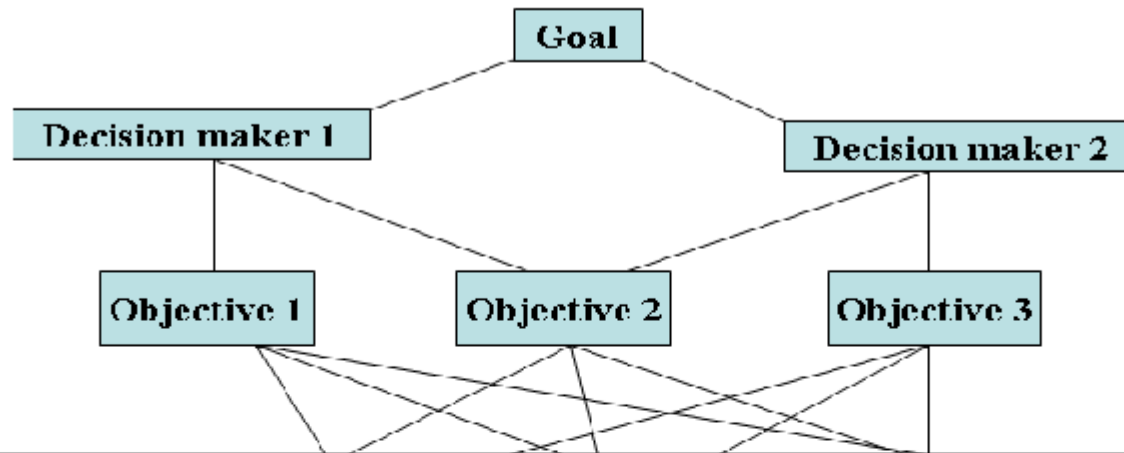 Goal
Decision maker 1
Decision maker 2
Objective 1
Objective 2
Objective 3